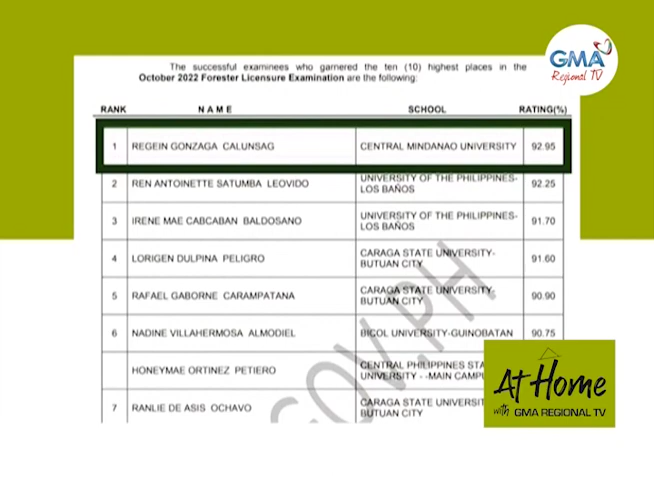 The successful examinees who garnered the ten (10) highest places in the
October 2022 Forester Licensure Examination are the following:
GMA
Regional TV
RANK NAME SCHOOL RATING(%)
1 REGEIN GONZAGA CALUNSAG CENTRAL MINDANAO UNIVERSITY 92.95
2 REN ANTOINETTE SATUMBA LEOVIDO UNIVERSITY OF THE PHILIPPINES-
LOS BAÑOS 92.25
3 IRENE MAE CABCABAN BALDOSANO UNIVERSITY OF THE PHILIPPINES-
LOS BAÑOS 91.70
4 LORIGEN DULPINA PELIGRO CARAGA STATE UNIVERSITY-
BUTUAN CITY 91.60
5 RAFAEL GABORNE CARAMPATANA CARAGA STATE UNIVERSITY-
BUTUAN CITY 90.90
6 NADINE VILLAHERMOSA ALMODIEL BICOL UNIVERSITY-GUINOBATAN 90.75
HONEYMAE ORTINEZ PETIERO CENTRAL PHILIPPINES STA
UNIVERSITY - -MAIN CAMPU
7 RANLIE DE ASIS OCHAVO CARAGA STATE UNIVERSIT
BUTUAN CITY
GOV.PH
At Home
with GMA REGIONAL TV